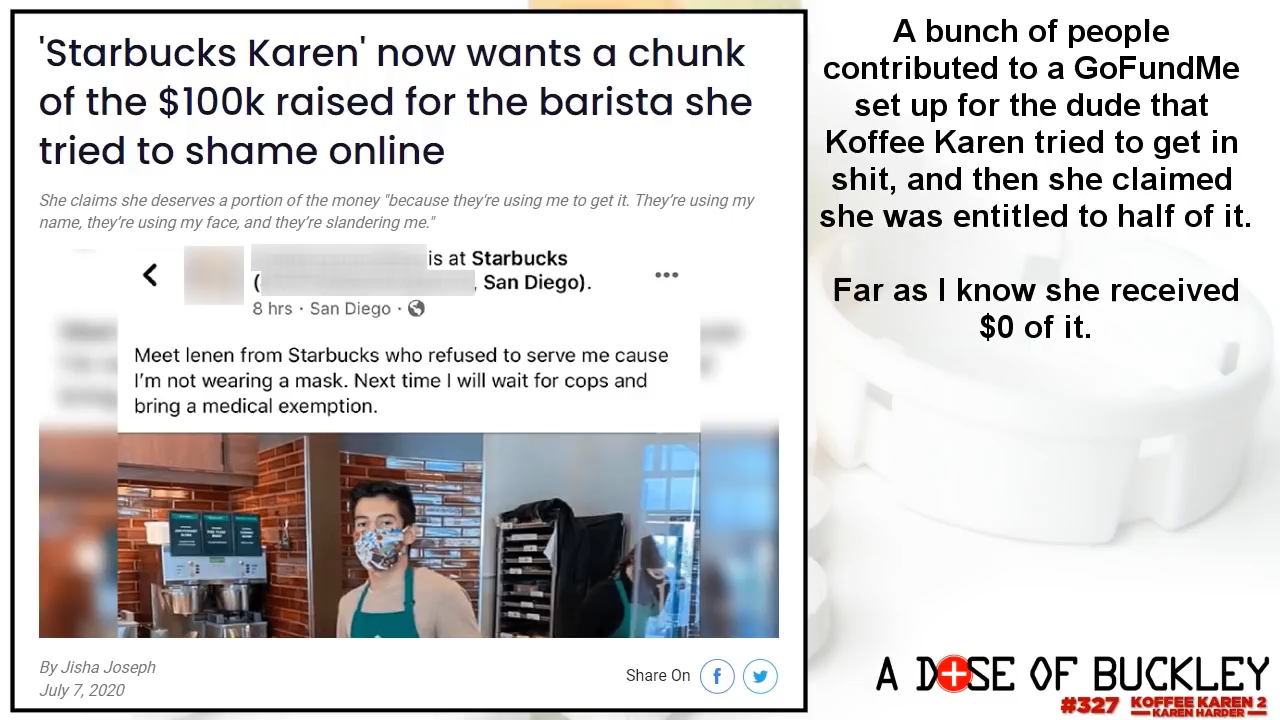 'Starbucks Karen' now wants a chunk
of the $100k raised for the barista she
tried to shame online
She claims she deserves a portion of the money "because they're using me to get it. They're using my
name, they're using my face, and they're slandering me."
is at Starbucks
(
, San Diego).
8 hrs · San Diego ·
Meet lenen from Starbucks who refused to serve me cause
I'm not wearing a mask. Next time I will wait for cops and
bring a medical exemption.
By Jisha Joseph
July 7, 2020
Share On
A bunch of people
contributed to a GoFundMe
set up for the dude that
Koffee Karen tried to get in
shit, and then she claimed
she was entitled to half of it.
Far as I know she received
$0 of it.
A DOSE OF BUCKLEY
#327 KOFFEE KAREN 2
KAREN HARDER